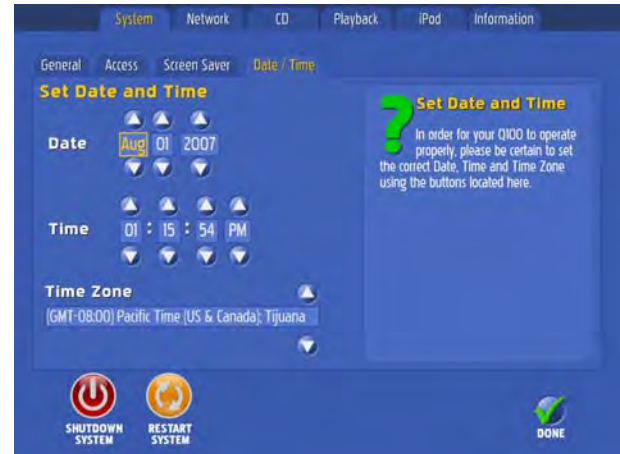 System Network CD Playback iPod Information
General Access Screen Saver Date / Time
Set Date and Time
Date Aug 01 2007
Time 01 : 15 : 54 PM
Time Zone
(GMT-08:00) Pacific Time (US & Canada); Tijuana
? Set Date and Time
In order for your Q100 to operate
properly, please be certain to set
the correct Date, Time and Time Zone
using the buttons located here.
SHUTDOWN
SYSTEM
RESTART
SYSTEM
DONE